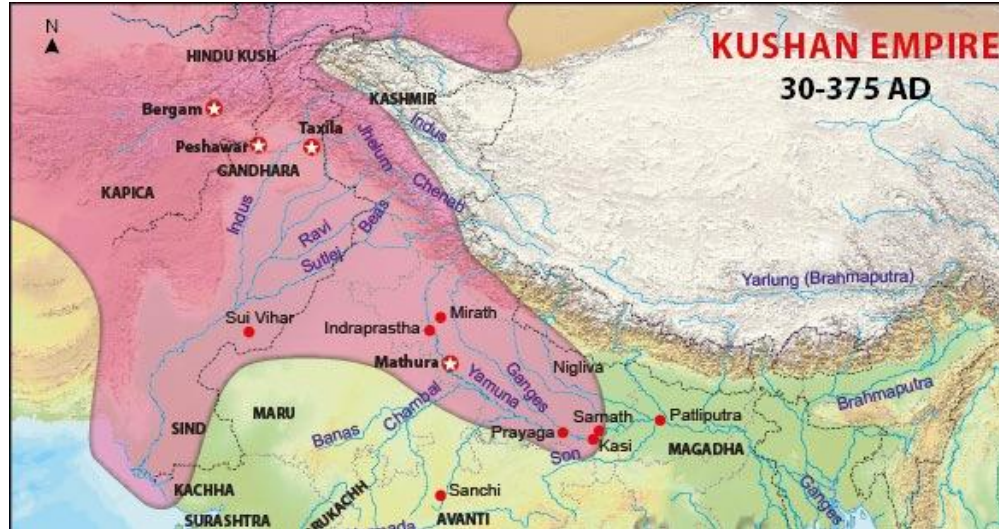 N
KUSHAN EMPIRE
30-375 AD
HINDU KUSH
KASHMIR
Bergam
Indus
Taxila
Peshawar
Jhelum
GANDHARA
KAPICA
Chenab
Indus
Ravi
Beas
Sutlej
Yarlung (Brahmaputra)
Sui Vihar
Mirath
Indraprastha
Mathura
Nigliva
Ganges
Yamuna
Brahmaputra
MARU
Chambal
Banas
SIND
Sarnath
Patliputra
Prayaga
Kasi
MAGADHA
Son
KACHHA
Sanchi
Ganges
SURASHTRA
RUKACHH
AVANTI